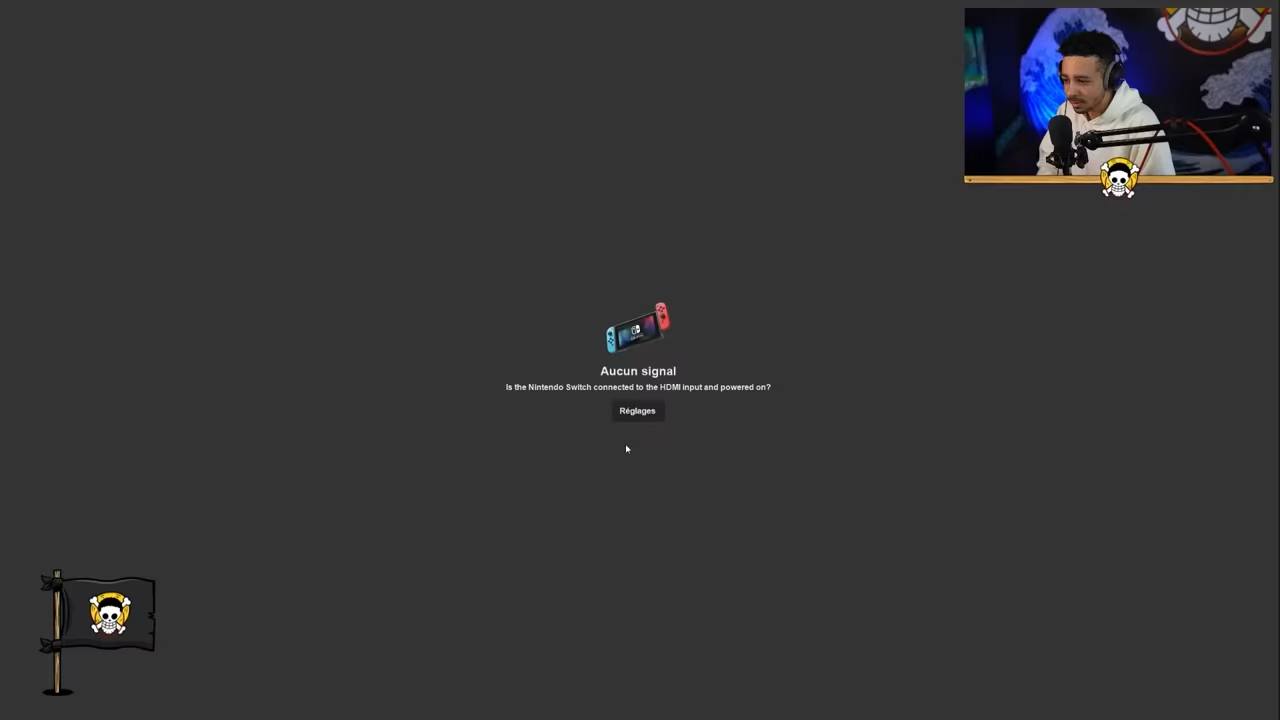 Aucun signal
Is the Nintendo Switch connected to the HDMI input and powered on?
Réglages